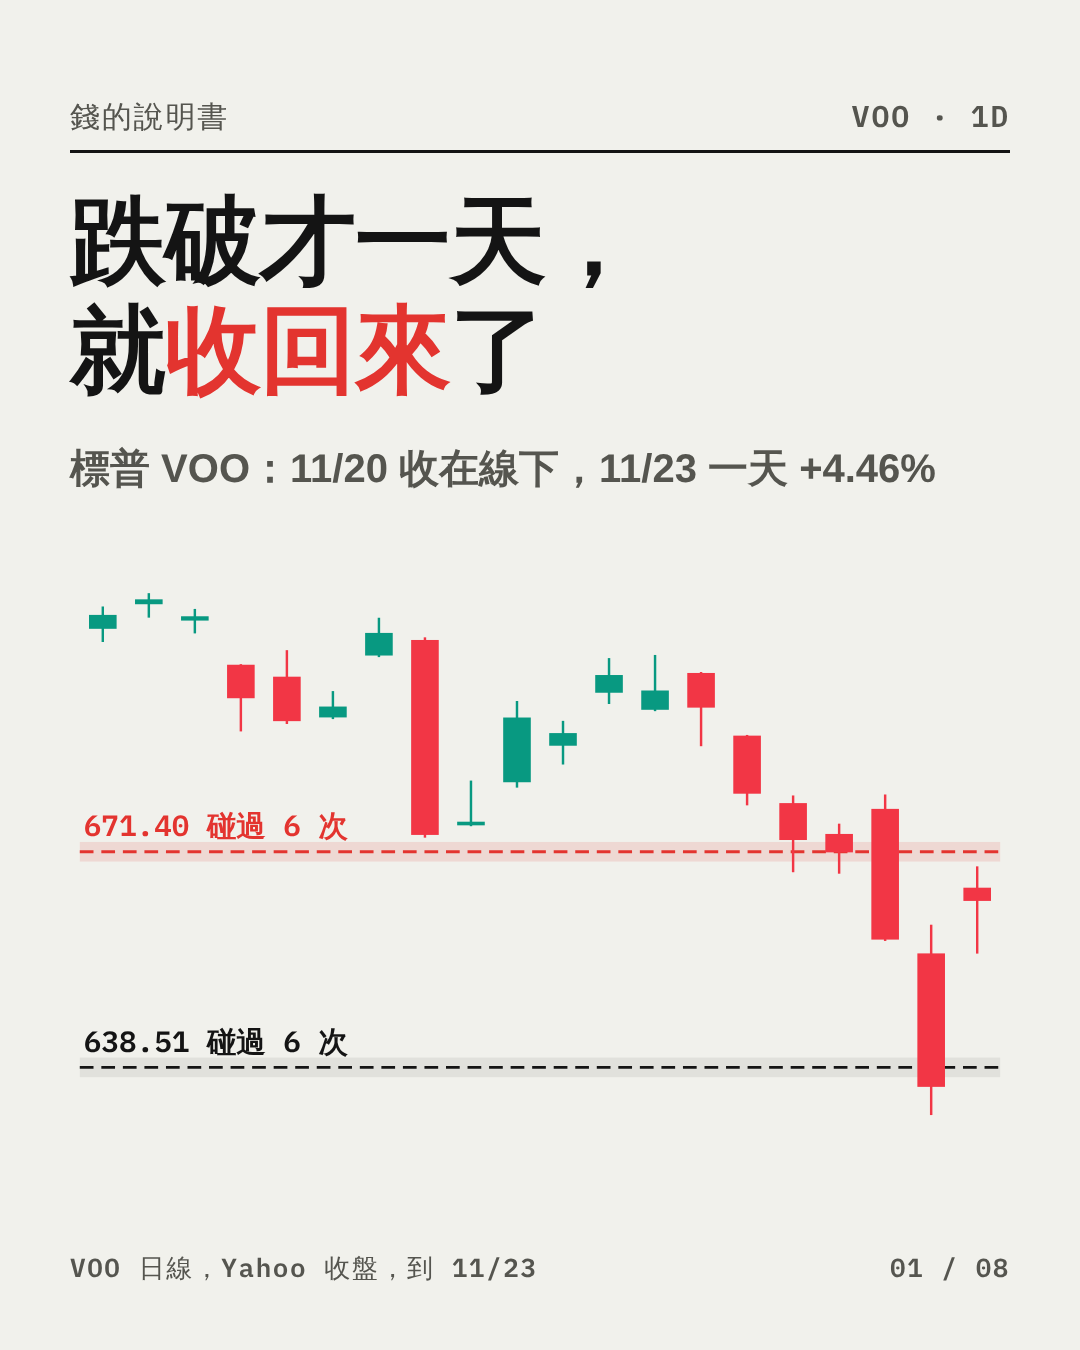 錢的說明書
VOO · 1D
跌破才一天，
就收回來了
標普 VOO：11/20 收在線下，11/23 一天 +4.46%
671.40 碰過 6 次
638.51 碰過 6 次
VOO 日線，Yahoo 收盤，到 11/23
01 / 08